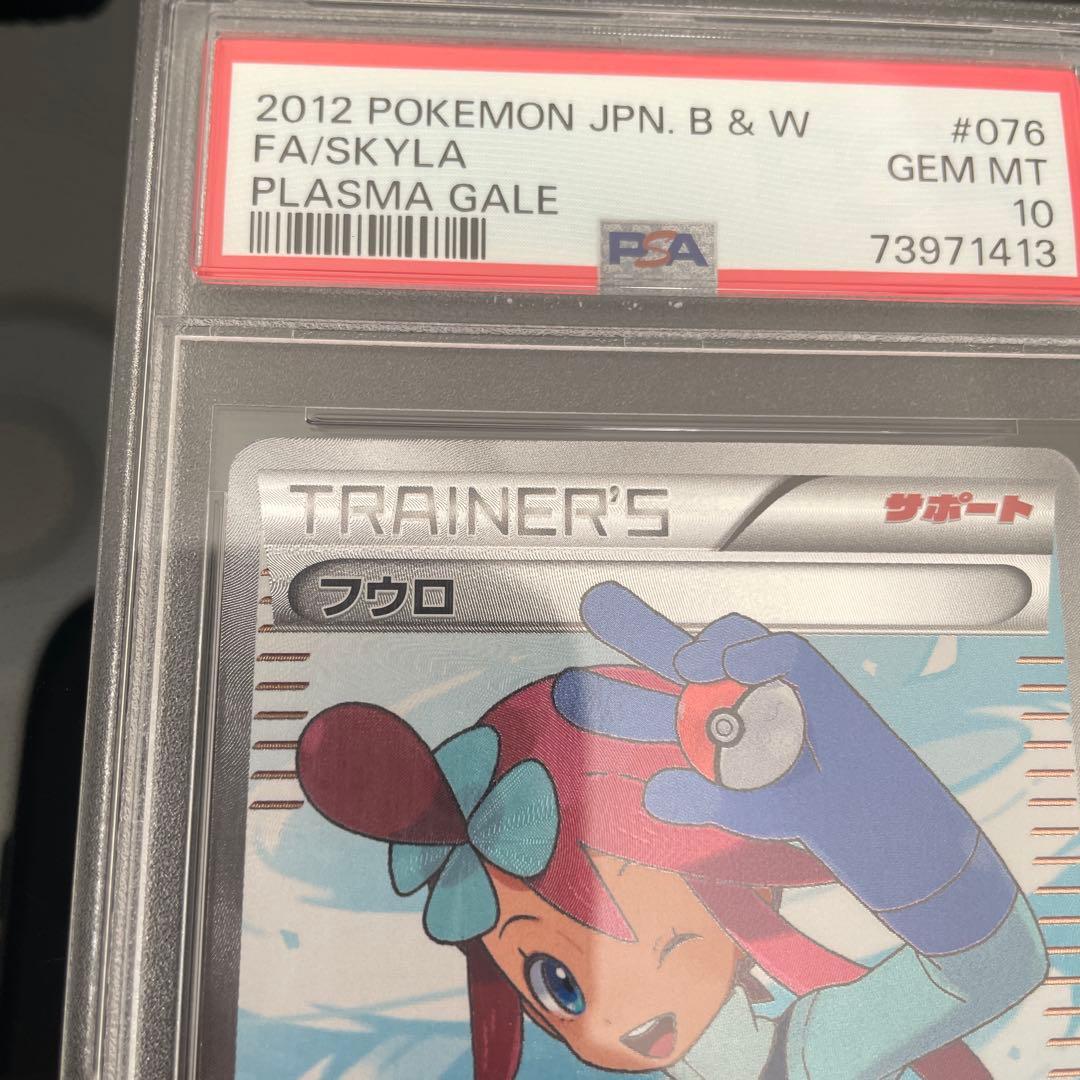 2012 POKEMON JPN. B & W #076
FA/SKYLA GEM MT
PLASMA GALE 10
73971413
PSA
TRAINER'S サポート
フウロ